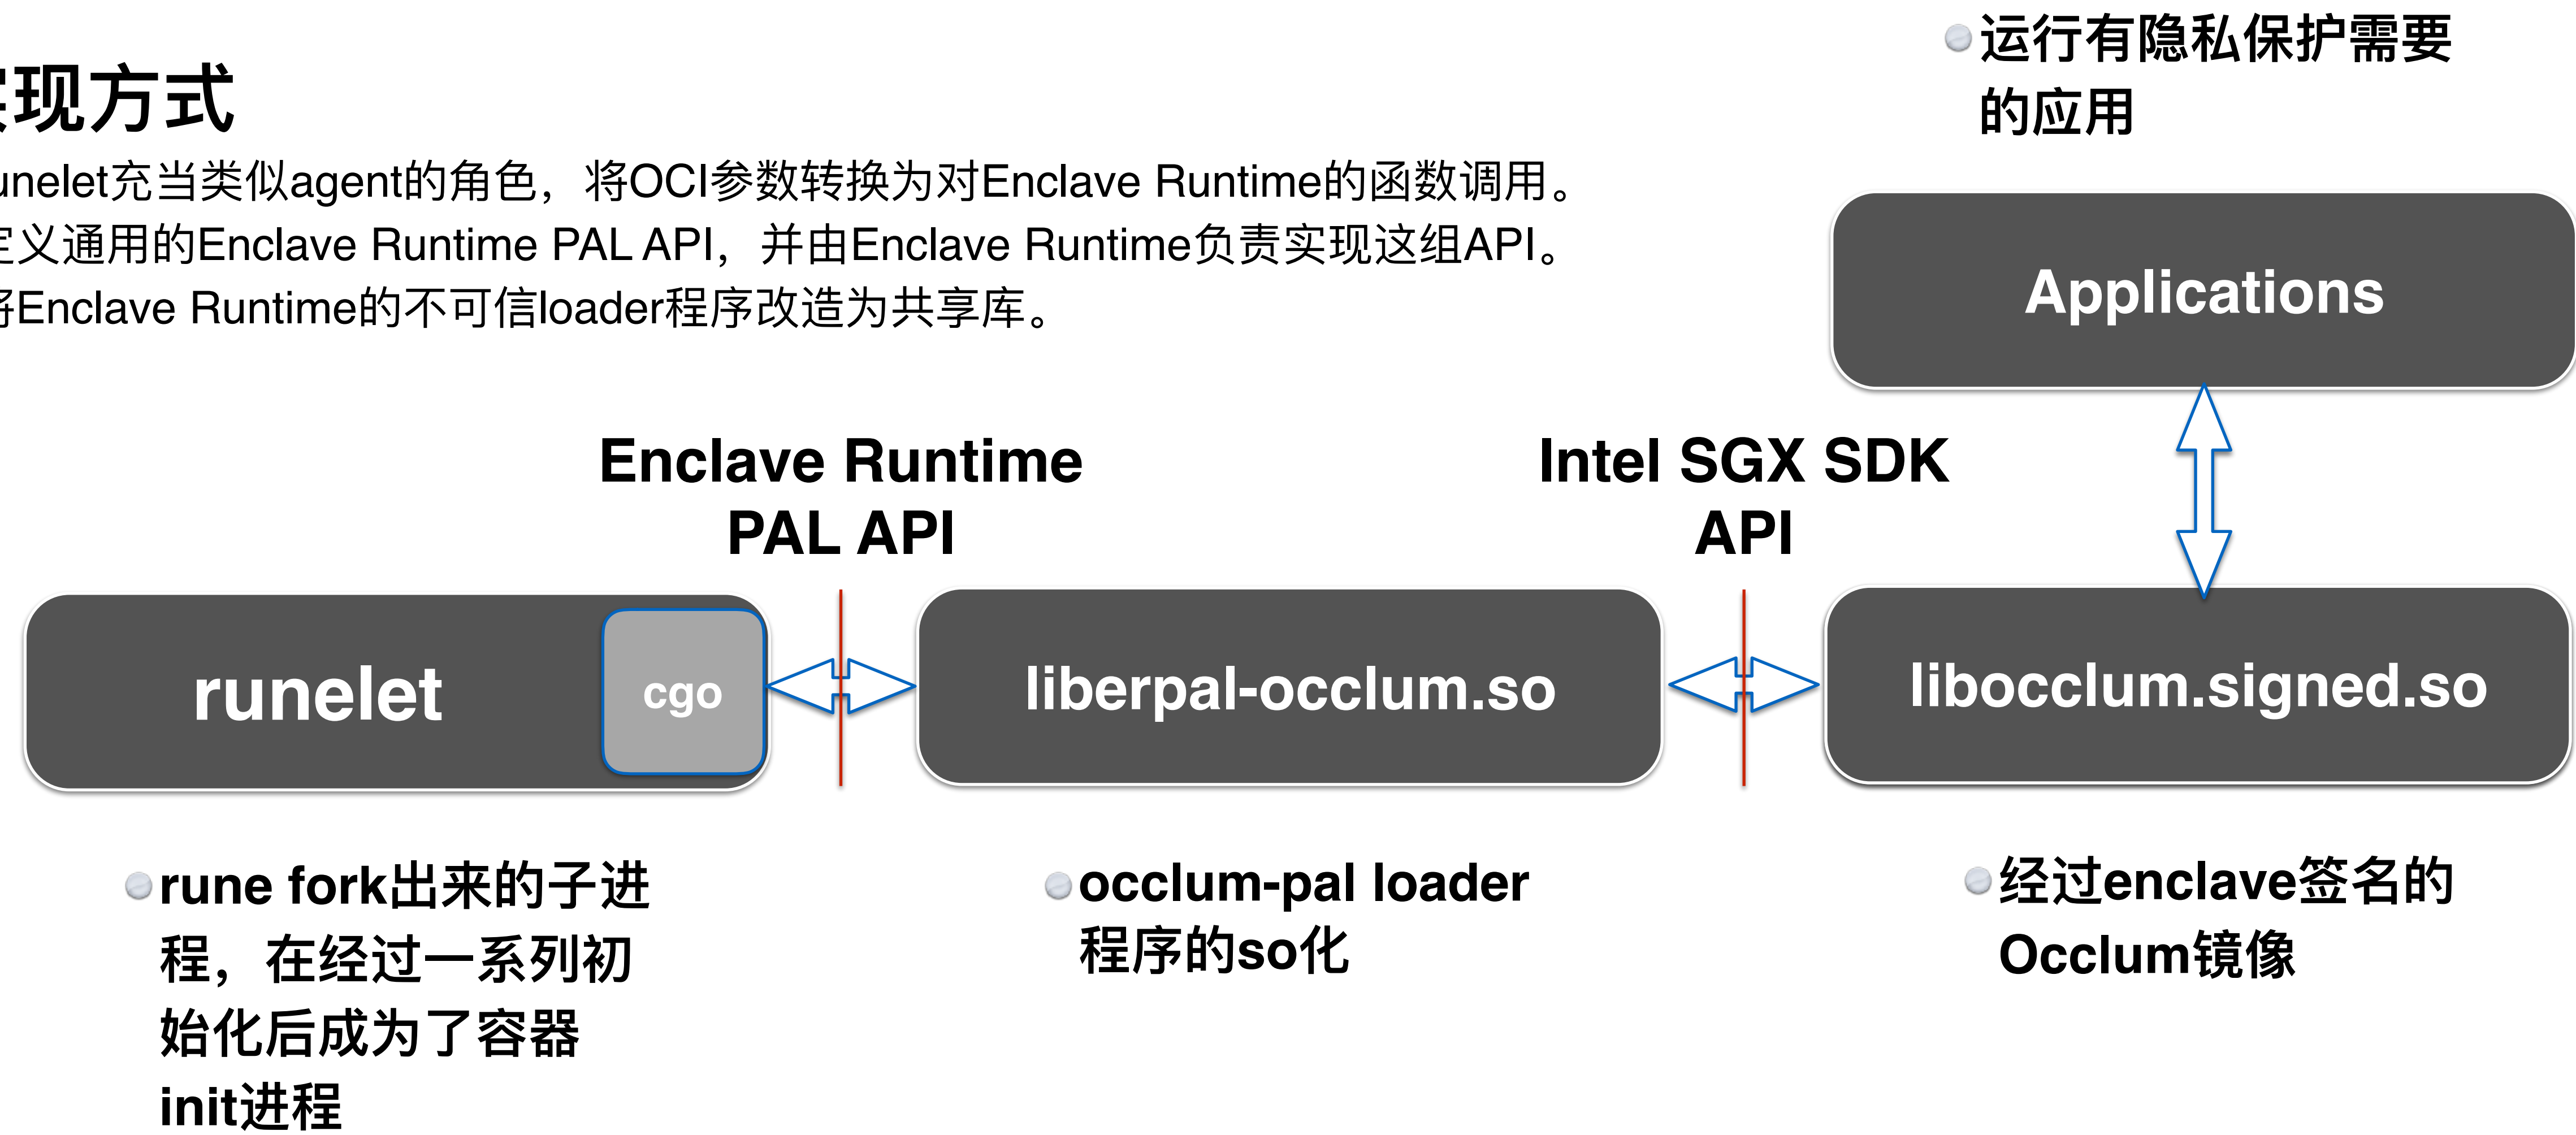 实现方式
runelet充当类似agent的角色，将OCI参数转换为对Enclave Runtime的函数调用。
定义通用的Enclave Runtime PAL API，并由Enclave Runtime负责实现这组API。
将Enclave Runtime的不可信loader程序改造为共享库。
运行有隐私保护需要
的应用
Applications
Enclave Runtime
PAL API
Intel SGX SDK
API
runelet
cgo
liberpal-occlum.so
libocclum.signed.so
rune fork出来的子进
程，在经过一系列初
始化后成为了容器
init进程
occlum-pal loader
程序的so化
经过enclave签名的
Occlum镜像